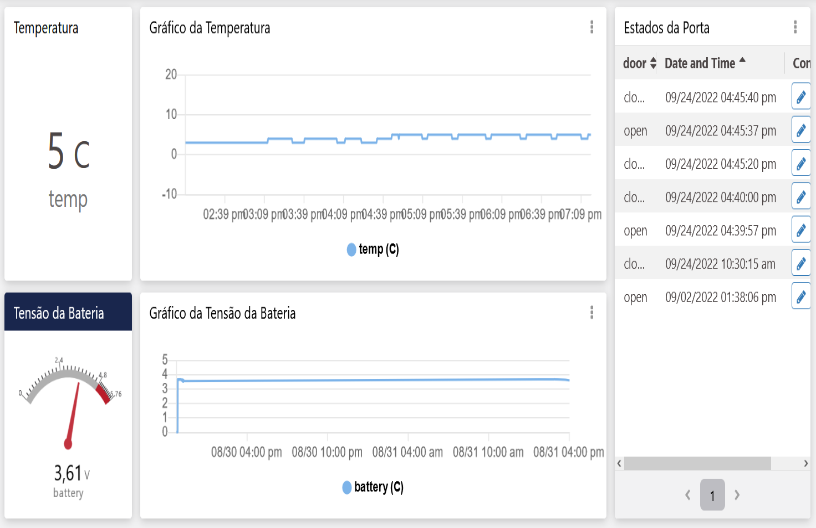 Temperatura
5 C
temp
Gráfico da Temperatura
20
10
0
-10
02:39 pm 03:09 pm 03:39 pm 04:09 pm 04:39 pm 05:09 pm 05:39 pm 06:09 pm 06:39 pm 07:09 pm
temp (C)
Estados da Porta
door Date and Time Con
clo... 09/24/2022 04:45:40 pm
open 09/24/2022 04:45:37 pm
clo... 09/24/2022 04:45:20 pm
clo... 09/24/2022 04:40:00 pm
open 09/24/2022 04:39:57 pm
clo... 09/24/2022 10:30:15 am
open 09/02/2022 01:38:06 pm
1
Tensão da Bateria
0
2,4
4,8
5,76
3,61 V
battery
Gráfico da Tensão da Bateria
5
4
3
2
1
0
08/30 04:00 pm 08/30 10:00 pm 08/31 04:00 am 08/31 10:00 am 08/31 04:00 pm
battery (C)